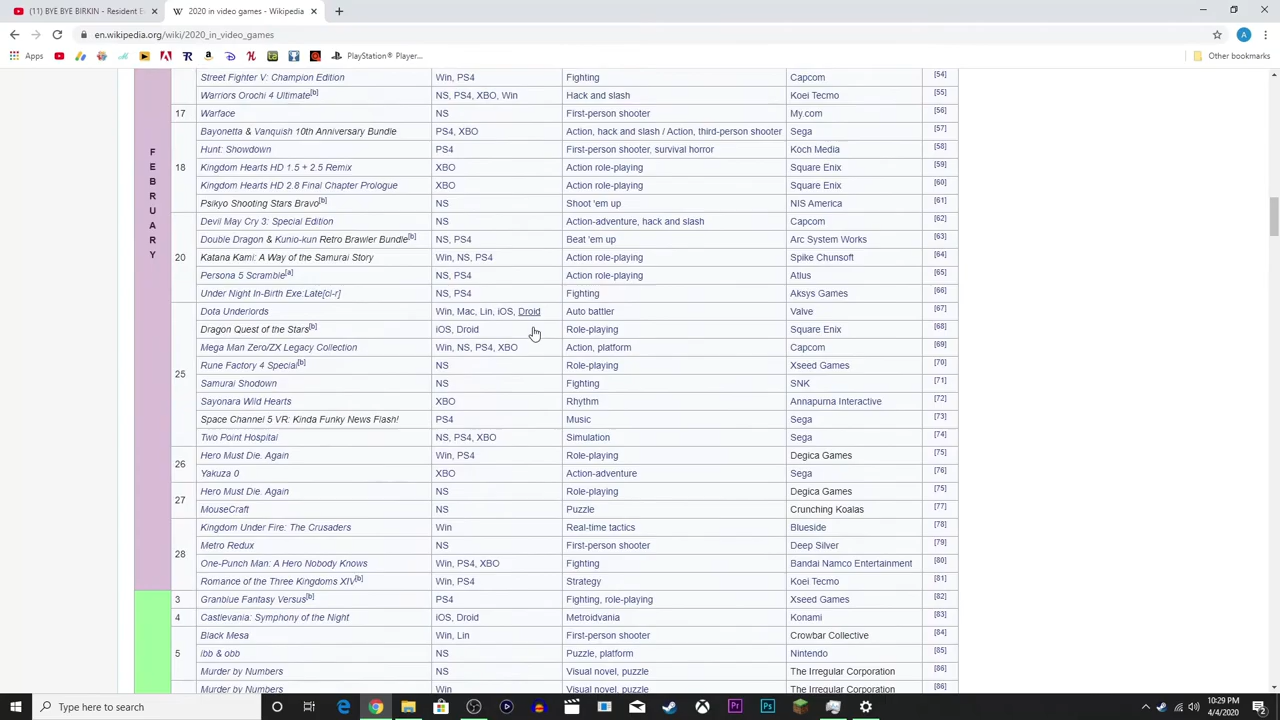 (11) BYE BYE BIRKIN - Resident E
2020 in video games - Wikipedia
en.wikipedia.org/wiki/2020_in_video_games
A
Apps
PlayStation® Player...
Other bookmarks
Street Fighter V: Champion Edition Win, PS4 Fighting Capcom [54]
Warriors Orochi 4 Ultimate[b] NS, PS4, XBO, Win Hack and slash Koei Tecmo [55]
17 Warface NS First-person shooter My.com [56]
FEBRUARY
18 Bayonetta & Vanquish 10th Anniversary Bundle PS4, XBO Action, hack and slash / Action, third-person shooter Sega [57]
Hunt: Showdown PS4 First-person shooter, survival horror Koch Media [58]
Kingdom Hearts HD 1.5 + 2.5 Remix XBO Action role-playing Square Enix [59]
Kingdom Hearts HD 2.8 Final Chapter Prologue XBO Action role-playing Square Enix [60]
Psikyo Shooting Stars Bravo[b] NS Shoot 'em up NIS America [61]
20 Devil May Cry 3: Special Edition NS Action-adventure, hack and slash Capcom [62]
Double Dragon & Kunio-kun Retro Brawler Bundle[b] NS, PS4 Beat 'em up Arc System Works [63]
Katana Kami: A Way of the Samurai Story Win, NS, PS4 Action role-playing Spike Chunsoft [64]
Persona 5 Scramble[a] NS, PS4 Action role-playing Atlus [65]
Under Night In-Birth Exe:Late[cl-r] NS, PS4 Fighting Aksys Games [66]
25 Dota Underlords Win, Mac, Lin, iOS, Droid Auto battler Valve [67]
Dragon Quest of the Stars[b] iOS, Droid Role-playing Square Enix [68]
Mega Man Zero/ZX Legacy Collection Win, NS, PS4, XBO Action, platform Capcom [69]
Rune Factory 4 Special[b] NS Role-playing Xseed Games [70]
Samurai Shodown NS Fighting SNK [71]
Sayonara Wild Hearts XBO Rhythm Annapurna Interactive [72]
Space Channel 5 VR: Kinda Funky News Flash! PS4 Music Sega [73]
Two Point Hospital NS, PS4, XBO Simulation Sega [74]
26 Hero Must Die. Again Win, PS4 Role-playing Degica Games [75]
Yakuza 0 XBO Action-adventure Sega [76]
27 Hero Must Die. Again NS Role-playing Degica Games [75]
MouseCraft NS Puzzle Crunching Koalas [77]
28 Kingdom Under Fire: The Crusaders Win Real-time tactics Blueside [78]
Metro Redux NS First-person shooter Deep Silver [79]
One-Punch Man: A Hero Nobody Knows Win, PS4, XBO Fighting Bandai Namco Entertainment [80]
Romance of the Three Kingdoms XIV[b] Win, PS4 Strategy Koei Tecmo [81]
3 Granblue Fantasy Versus[b] PS4 Fighting, role-playing Xseed Games [82]
4 Castlevania: Symphony of the Night iOS, Droid Metroidvania Konami [83]
5 Black Mesa Win, Lin First-person shooter Crowbar Collective [84]
ibb & obb NS Puzzle, platform Nintendo [85]
Murder by Numbers NS Visual novel, puzzle The Irregular Corporation [86]
Murder by Numbers Win Visual novel, puzzle The Irregular Corporation [86]
Type here to search
10:29 PM
4/4/2020